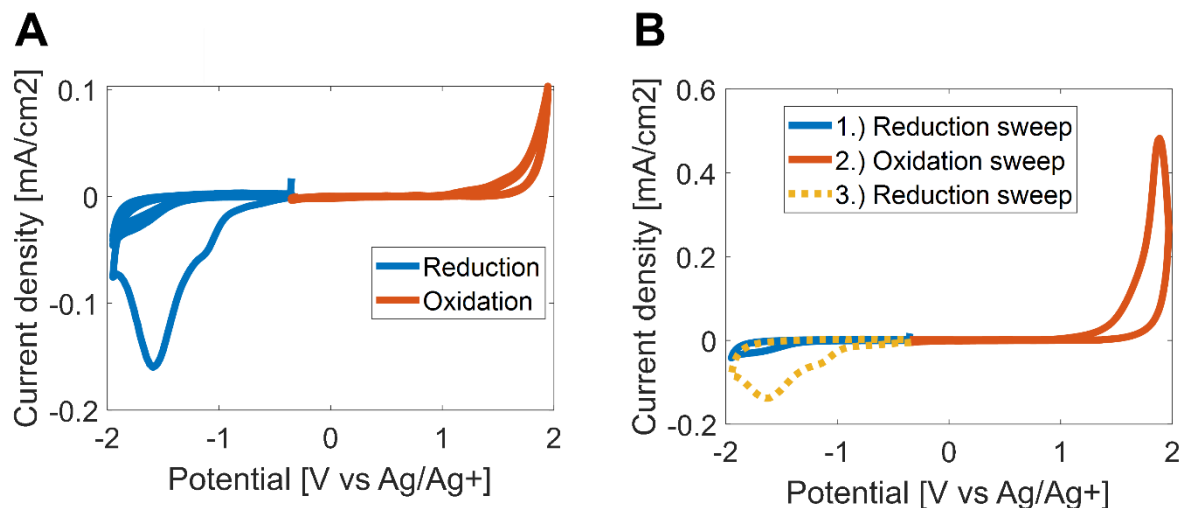 A
Current density [mA/cm2]
0.1
0
-0.1
-0.2
-2
-1
0
1
2
Potential [V vs Ag/Ag+]
Reduction
Oxidation
B
Current density [mA/cm2]
0.6
0.4
0.2
0
-0.2
-2
-1
0
1
2
Potential [V vs Ag/Ag+]
1.) Reduction sweep
2.) Oxidation sweep
3.) Reduction sweep